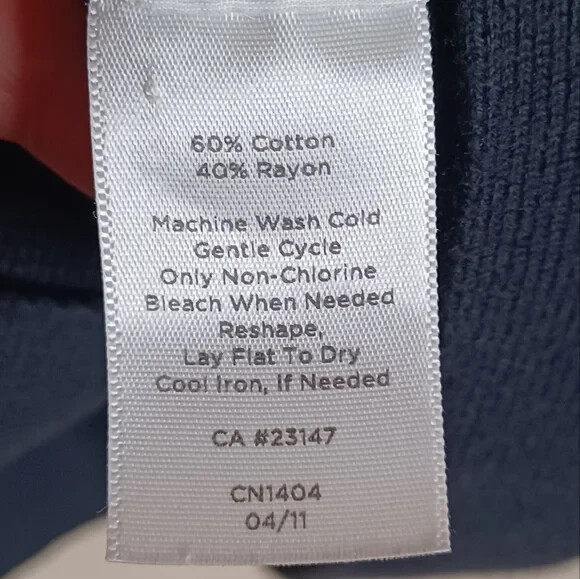 60% Cotton
40% Rayon
Machine Wash Cold
Gentle Cycle
Only Non-Chlorine
Bleach When Needed
Reshape,
Lay Flat To Dry
Cool Iron, If Needed
CA #23147
CN1404
04/11